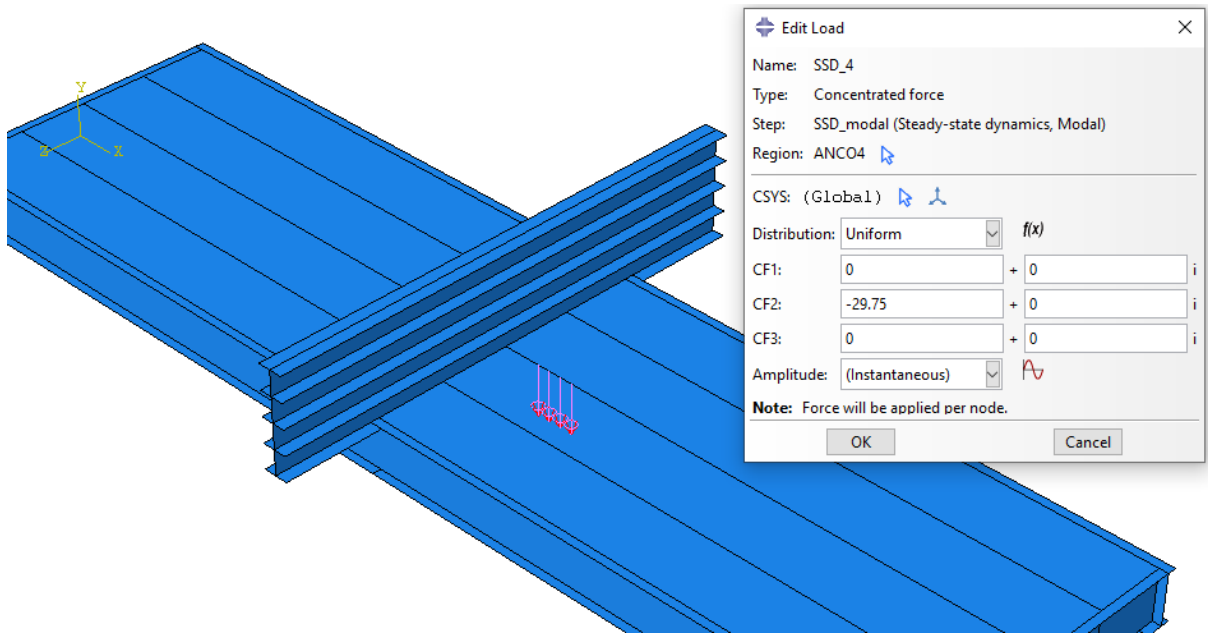 Edit Load
Name: SSD_4
Type: Concentrated force
Step: SSD_modal (Steady-state dynamics, Modal)
Region: ANCO4
CSYS: (Global)
Distribution: Uniform f(x)
CF1: 0 + 0 i
CF2: -29.75 + 0 i
CF3: 0 + 0 i
Amplitude: (Instantaneous)
Note: Force will be applied per node.
OK Cancel
Y
Z X